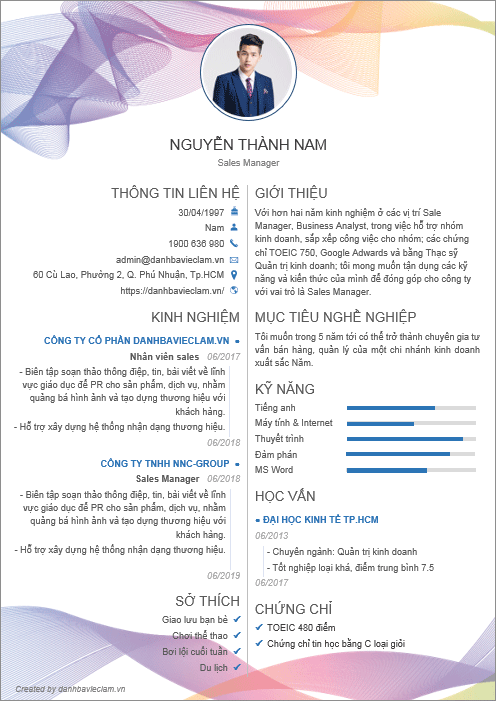 NGUYỄN THÀNH NAM
Sales Manager
THÔNG TIN LIÊN HỆ
30/04/1997
Nam
1900 636 980
admin@danhbavieclam.vn
60 Cù Lao, Phưởng 2, Q. Phú Nhuận, Tp.HCM
https://danhbavieclam.vn/
KINH NGHIỆM
CÔNG TY CỔ PHẦN DANHBAVIECLAM.VN
Nhân viên sales 06/2017
- Biên tập soạn thảo thông điệp, tin, bài viết về lĩnh
vực giáo dục để PR cho sản phẩm, dịch vụ, nhằm
quảng bá hình ảnh và tạo dựng thương hiệu với
khách hàng.
- Hỗ trợ xây dựng hệ thống nhận dạng thương hiệu.
06/2018
CÔNG TY TNHH NNC-GROUP
Sales Manager 06/2018
- Biên tập soạn thảo thông điệp, tin, bài viết về lĩnh
vực giáo dục để PR cho sản phẩm, dịch vụ, nhằm
quảng bá hình ảnh và tạo dựng thương hiệu với
khách hàng.
- Hỗ trợ xây dựng hệ thống nhận dạng thương hiệu.
06/2019
SỞ THÍCH
Giao lưu bạn bè
Chơi thể thao
Bơi lội cuối tuần
Du lịch
GIỚI THIỆU
Với hơn hai năm kinh nghiệm ở các vị trí Sale
Manager, Business Analyst, trong việc hỗ trợ nhóm
kinh doanh, sắp xếp công việc cho nhóm; các chứng
chỉ TOEIC 750, Google Adwards và bằng Thạc sỹ
Quản trị kinh doanh; tôi mong muốn tận dụng các kỹ
năng và kiến thức của mình để đóng góp cho công ty
với vai trò là Sales Manager.
MỤC TIÊU NGHỀ NGHIỆP
Tôi muốn trong 5 năm tới có thể trở thành chuyên gia tư
vấn bán hàng, quản lý của một chi nhánh kinh doanh
xuất sắc Năm.
KỸ NĂNG
Tiếng anh
Máy tính & Internet
Thuyết trình
Đàm phán
MS Word
HỌC VẤN
ĐẠI HỌC KINH TẾ TP.HCM
06/2013
- Chuyên ngành: Quản trị kinh doanh
- Tốt nghiệp loại khá, điểm trung bình 7.5
06/2017
CHỨNG CHỈ
TOEIC 480 điểm
Chứng chỉ tin học bằng C loại giỏi
Created by danhbavieclam.vn